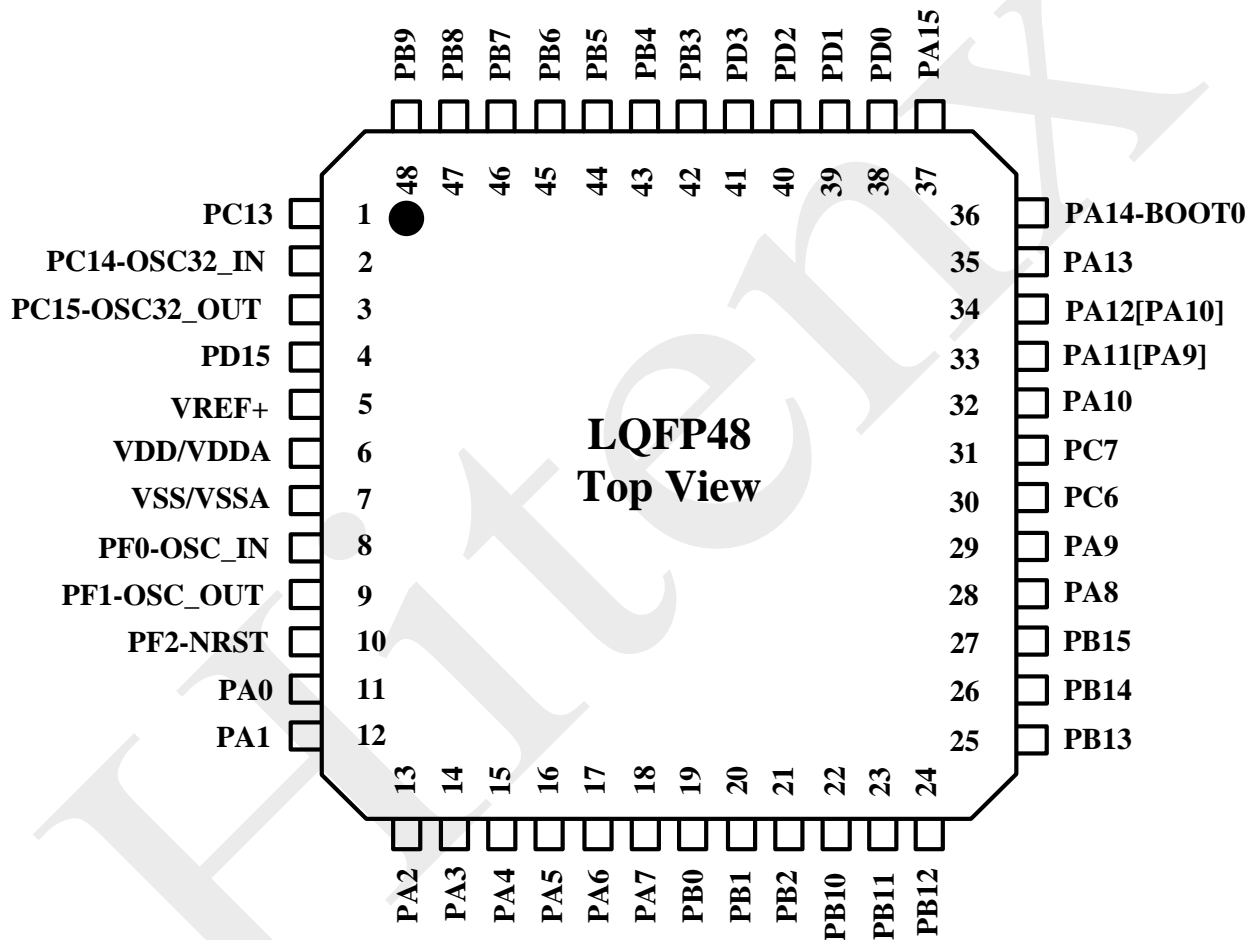 PB9 PB8 PB7 PB6 PB5 PB4 PB3 PD3 PD2 PD1 PD0 PA15
48 47 46 45 44 43 42 41 40 39 38 37
PC13 1 36 PA14-BOOT0
PC14-OSC32_IN 2 35 PA13
PC15-OSC32_OUT 3 34 PA12[PA10]
PD15 4 33 PA11[PA9]
VREF+ 5 32 PA10
VDD/VDDA 6 31 PC7
VSS/VSSA 7 30 PC6
PF0-OSC_IN 8 29 PA9
PF1-OSC_OUT 9 28 PA8
PF2-NRST 10 27 PB15
PA0 11 26 PB14
PA1 12 25 PB13
LQFP48
Top View
13 14 15 16 17 18 19 20 21 22 23 24
PA2 PA3 PA4 PA5 PA6 PA7 PB0 PB1 PB2 PB10 PB11 PB12
Hitenx